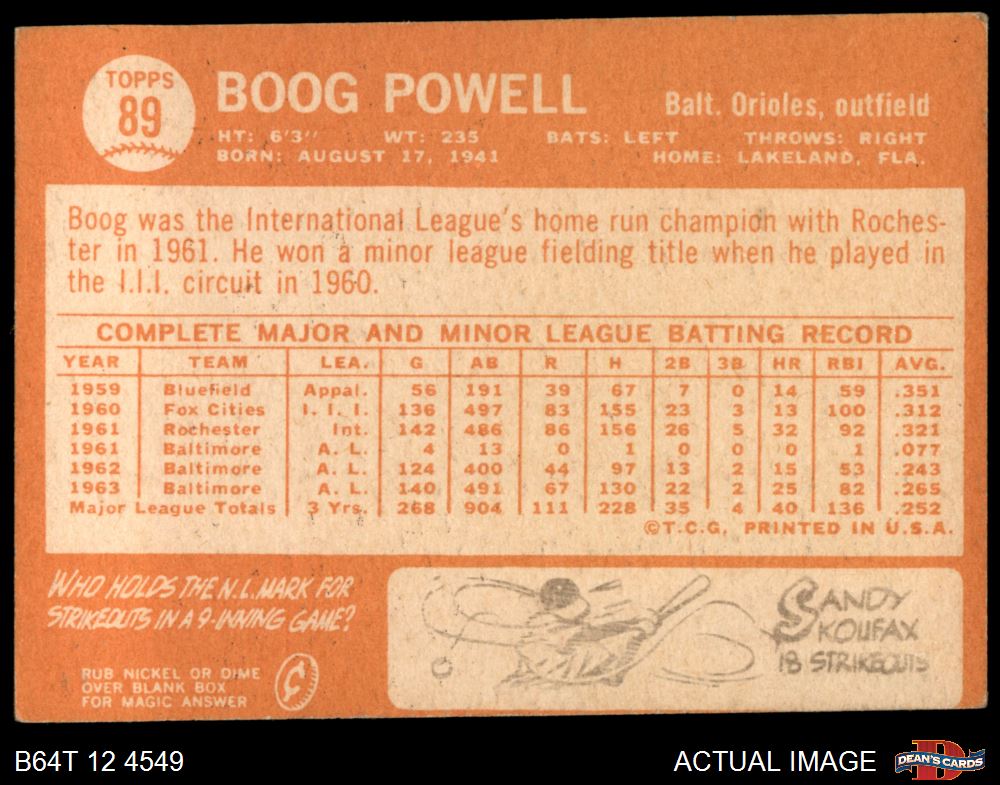 TOPPS
89
BOOG POWELL
Balt. Orioles, outfield
HT: 6'3" WT: 235 BATS: LEFT THROWS: RIGHT
BORN: AUGUST 17, 1941 HOME: LAKELAND, FLA.
Boog was the International League's home run champion with Roches-
ter in 1961. He won a minor league fielding title when he played in
the I.I.I. circuit in 1960.
COMPLETE MAJOR AND MINOR LEAGUE BATTING RECORD
YEAR TEAM LEA. G AB R H 2B 3B HR RBI AVG.
1959 Bluefield Appal. 56 191 39 67 7 0 14 59 .351
1960 Fox Cities I. I. I. 136 497 83 155 23 3 13 100 .312
1961 Rochester Int. 142 486 86 156 26 5 32 92 .321
1961 Baltimore A. L. 4 13 0 1 0 0 0 1 .077
1962 Baltimore A. L. 124 400 44 97 13 2 15 53 .243
1963 Baltimore A. L. 140 491 67 130 22 2 25 82 .265
Major League Totals 3 Yrs. 268 904 111 228 35 4 40 136 .252
©T.C.G. PRINTED IN U.S.A.
WHO HOLDS THE N.L. MARK FOR
STRIKEOUTS IN A 9-INNING GAME?
RUB NICKEL OR DIME
OVER BLANK BOX
FOR MAGIC ANSWER
SANDY
KOUFAX
18 STRIKEOUTS
B64T 12 4549
ACTUAL IMAGE
DEAN'S CARDS